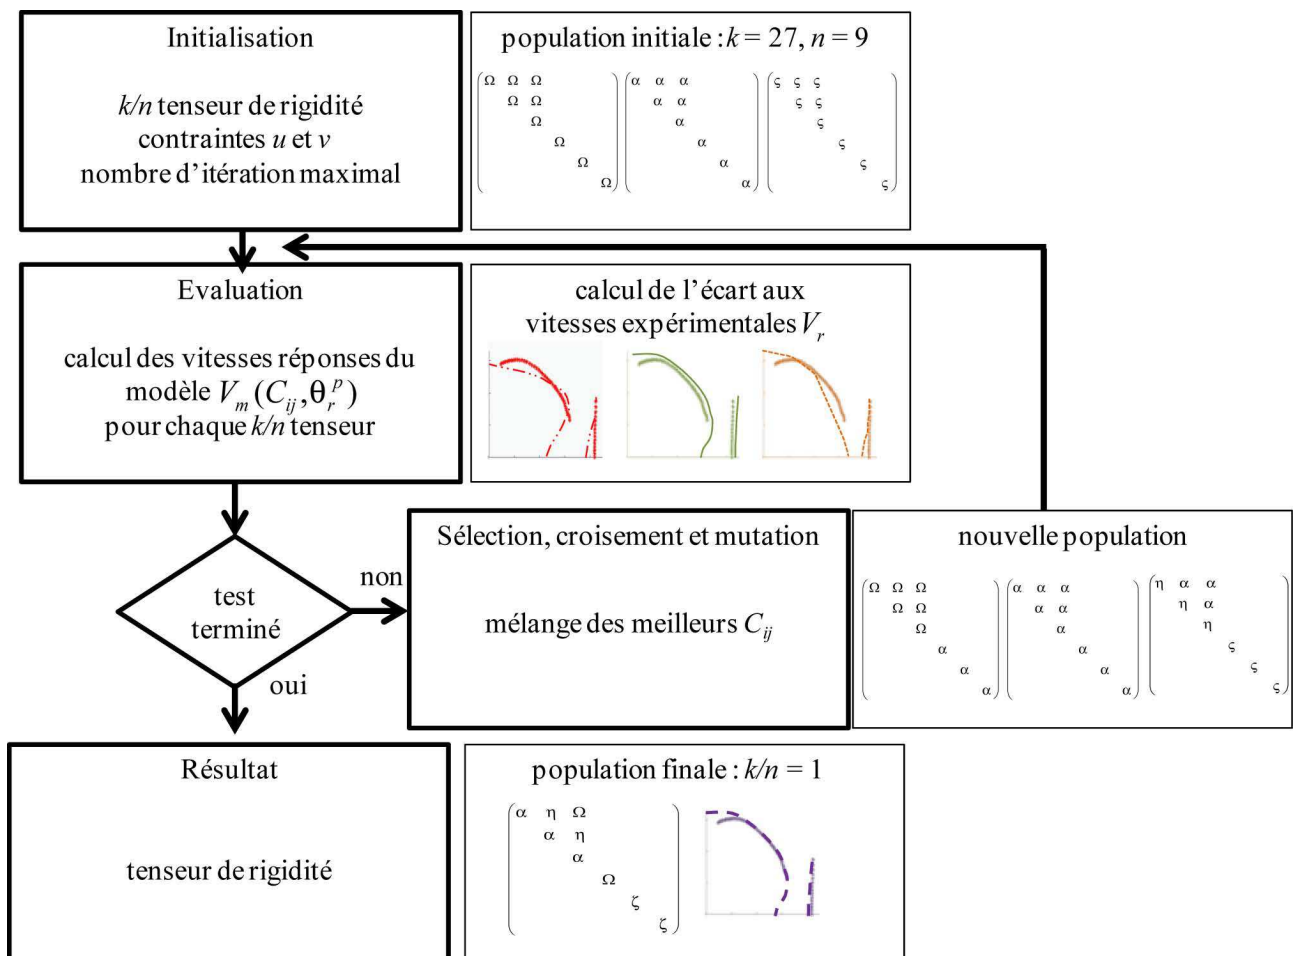 Initialisation
k/n tenseur de rigidité
contraintes u et v
nombre d'itération maximal
population initiale : k = 27, n = 9
Ω Ω Ω α α α ς ς ς
Ω Ω α α ς ς
Ω α ς
Ω α ς
Ω α ς
Ω α ς
Evaluation
calcul des vitesses réponses du
modèle V_m (C_ij, θ_r^p)
pour chaque k/n tenseur
calcul de l'écart aux
vitesses expérimentales V_r
test
terminé
non
oui
Sélection, croisement et mutation
mélange des meilleurs C_ij
nouvelle population
Ω Ω Ω α α α η α α
Ω Ω α α η α
Ω α η
α α ς
α α ς
α α ς
Résultat
tenseur de rigidité
population finale : k/n = 1
α η Ω
α η
α
Ω
ζ
ζ